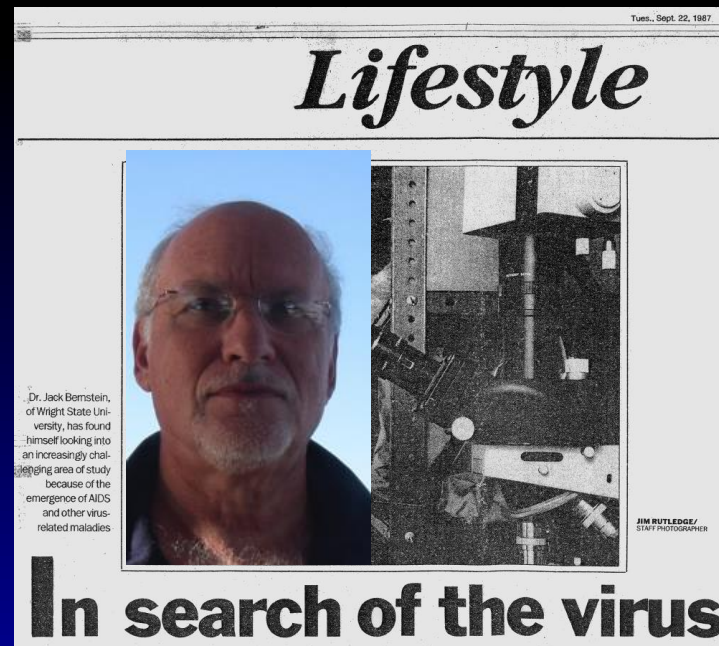 Tues., Sept. 22, 1987
Lifestyle
Dr. Jack Bernstein,
of Wright State Uni-
versity, has found
himself looking into
an increasingly chal-
lenging area of study
because of the
emergence of AIDS
and other virus-
related maladies
JIM RUTLEDGE/
STAFF PHOTOGRAPHER
In search of the virus